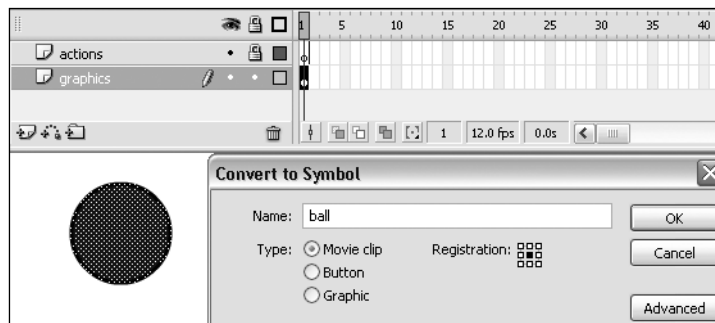 1 5 10 15 20 25 30 35 40
actions
graphics
1 12.0 fps 0.0s
Convert to Symbol
Name: ball
OK
Type: Movie clip Registration:
Cancel
Button
Graphic
Advanced